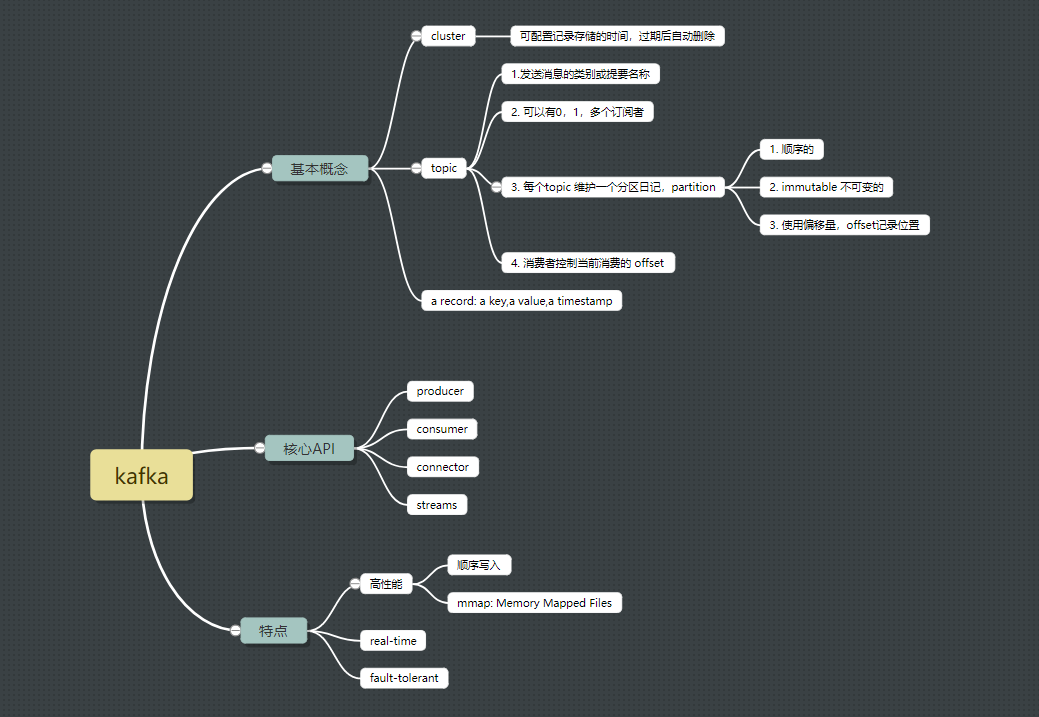 cluster
可配置记录存储的时间，过期后自动删除
1.发送消息的类别或提要名称
2. 可以有0，1，多个订阅者
基本概念
topic
1. 顺序的
3. 每个topic 维护一个分区日记，partition
2. immutable 不可变的
3. 使用偏移量，offset记录位置
4. 消费者控制当前消费的 offset
a record: a key,a value,a timestamp
kafka
核心API
producer
consumer
connector
streams
特点
高性能
顺序写入
mmap: Memory Mapped Files
real-time
fault-tolerant